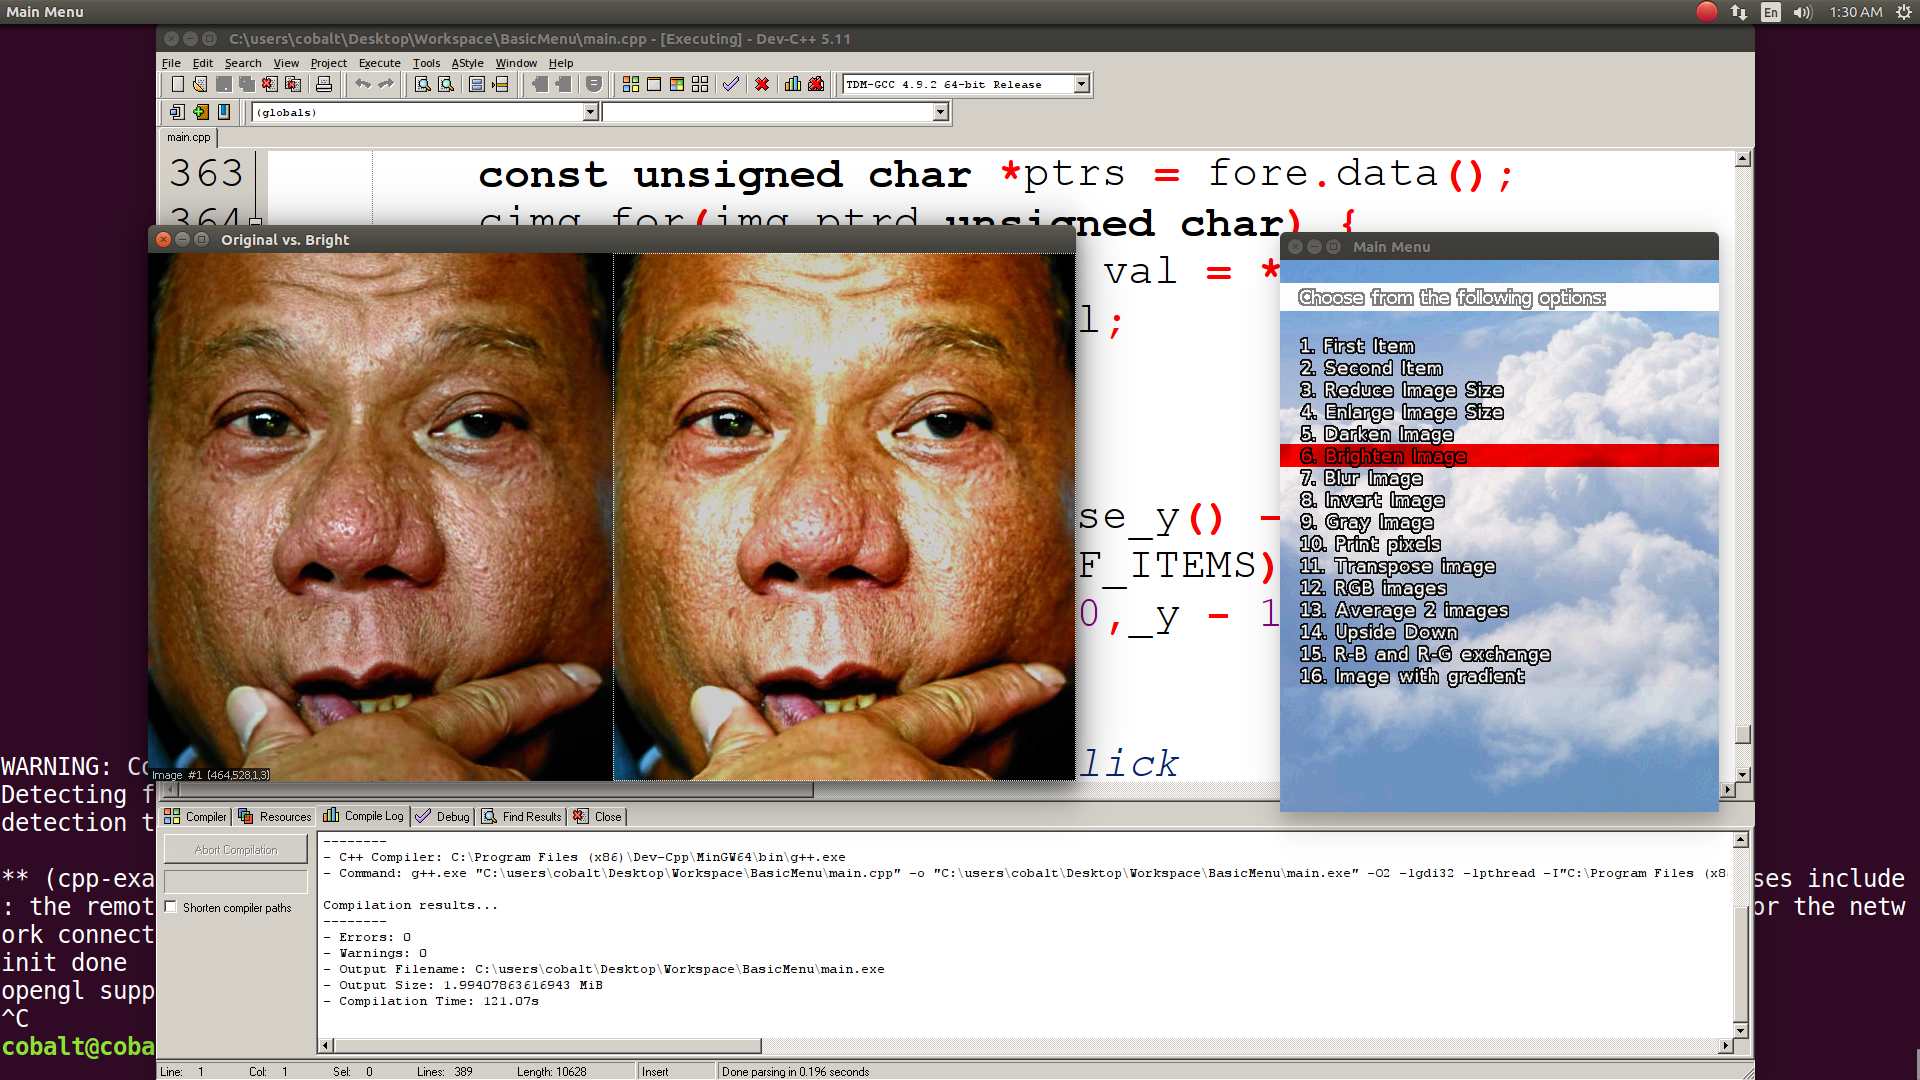 Main Menu
En
1:30 AM
C:\users\cobalt\Desktop\Workspace\BasicMenu\main.cpp - [Executing] - Dev-C++ 5.11
File Edit Search View Project Execute Tools AStyle Window Help
TDM-GCC 4.9.2 64-bit Release
(globals)
main.cpp
363 const unsigned char *ptrs = fore.data();
364 cimg_for(img,ptrd,unsigned char) {
val = *
l;
se_y() -
F_ITEMS)
0,_y - 1
lick
Original vs. Bright
Image #1 (464,528,1,3)
Main Menu
Choose from the following options:
1. First Item
2. Second Item
3. Reduce Image Size
4. Enlarge Image Size
5. Darken Image
6. Brighten Image
7. Blur Image
8. Invert Image
9. Gray Image
10. Print pixels
11. Transpose image
12. RGB images
13. Average 2 images
14. Upside Down
15. R-B and R-G exchange
16. Image with gradient
WARNING: Co
Detecting f
detection t
** (cpp-exa
ses include
: the remot
or the netw
ork connect
init done
opengl supp
^C
cobalt@coba
Compiler Resources Compile Log Debug Find Results Close
Abort Compilation
Shorten compiler paths
--------
- C++ Compiler: C:\Program Files (x86)\Dev-Cpp\MinGW64\bin\g++.exe
- Command: g++.exe "C:\users\cobalt\Desktop\Workspace\BasicMenu\main.cpp" -o "C:\users\cobalt\Desktop\Workspace\BasicMenu\main.exe" -O2 -lgdi32 -lpthread -I"C:\Program Files (x8
Compilation results...
--------
- Errors: 0
- Warnings: 0
- Output Filename: C:\users\cobalt\Desktop\Workspace\BasicMenu\main.exe
- Output Size: 1.99407863616943 MiB
- Compilation Time: 121.07s
Line: 1 Col: 1 Sel: 0 Lines: 389 Length: 10628 Insert Done parsing in 0.196 seconds